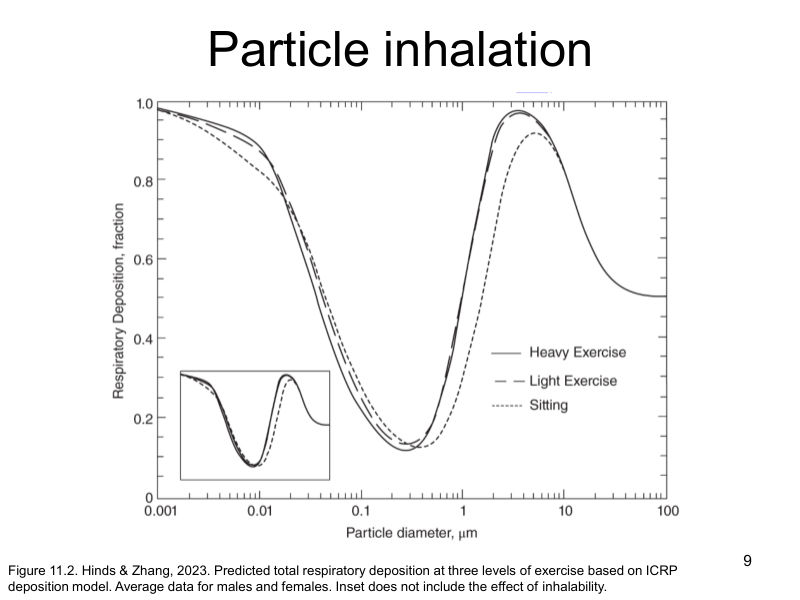 Particle inhalation
1.0
0.8
0.6
0.4
0.2
0
Respiratory Deposition, fraction
Heavy Exercise
Light Exercise
Sitting
0.001
0.01
0.1
1
10
100
Particle diameter, μm
9
Figure 11.2. Hinds & Zhang, 2023. Predicted total respiratory deposition at three levels of exercise based on ICRP
deposition model. Average data for males and females. Inset does not include the effect of inhalability.